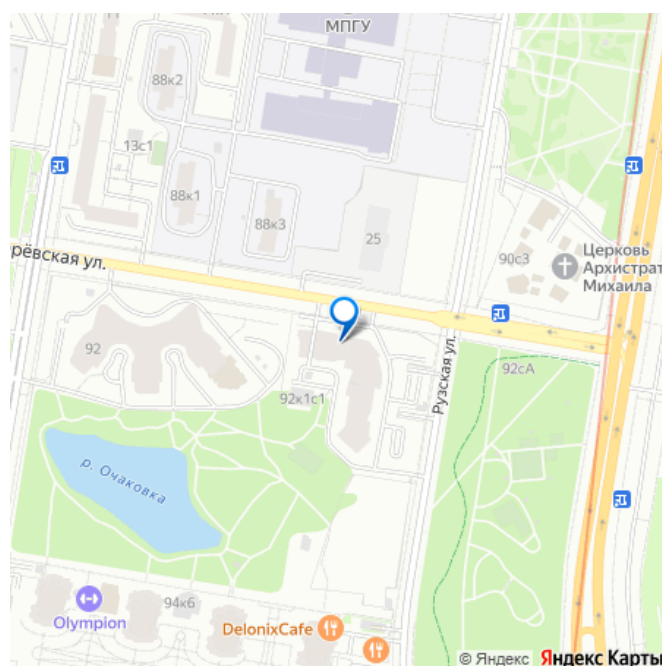 МПГУ
88к2
13с1
88к1
88к3
25
90с3
Церковь
Архистрат
Михаила
рёвская ул.
92
92к1с1
Рузская ул.
92сА
р. Очаковка
Olympion
94к6
DelonixCafe
© Яндекс Яндекс Карты